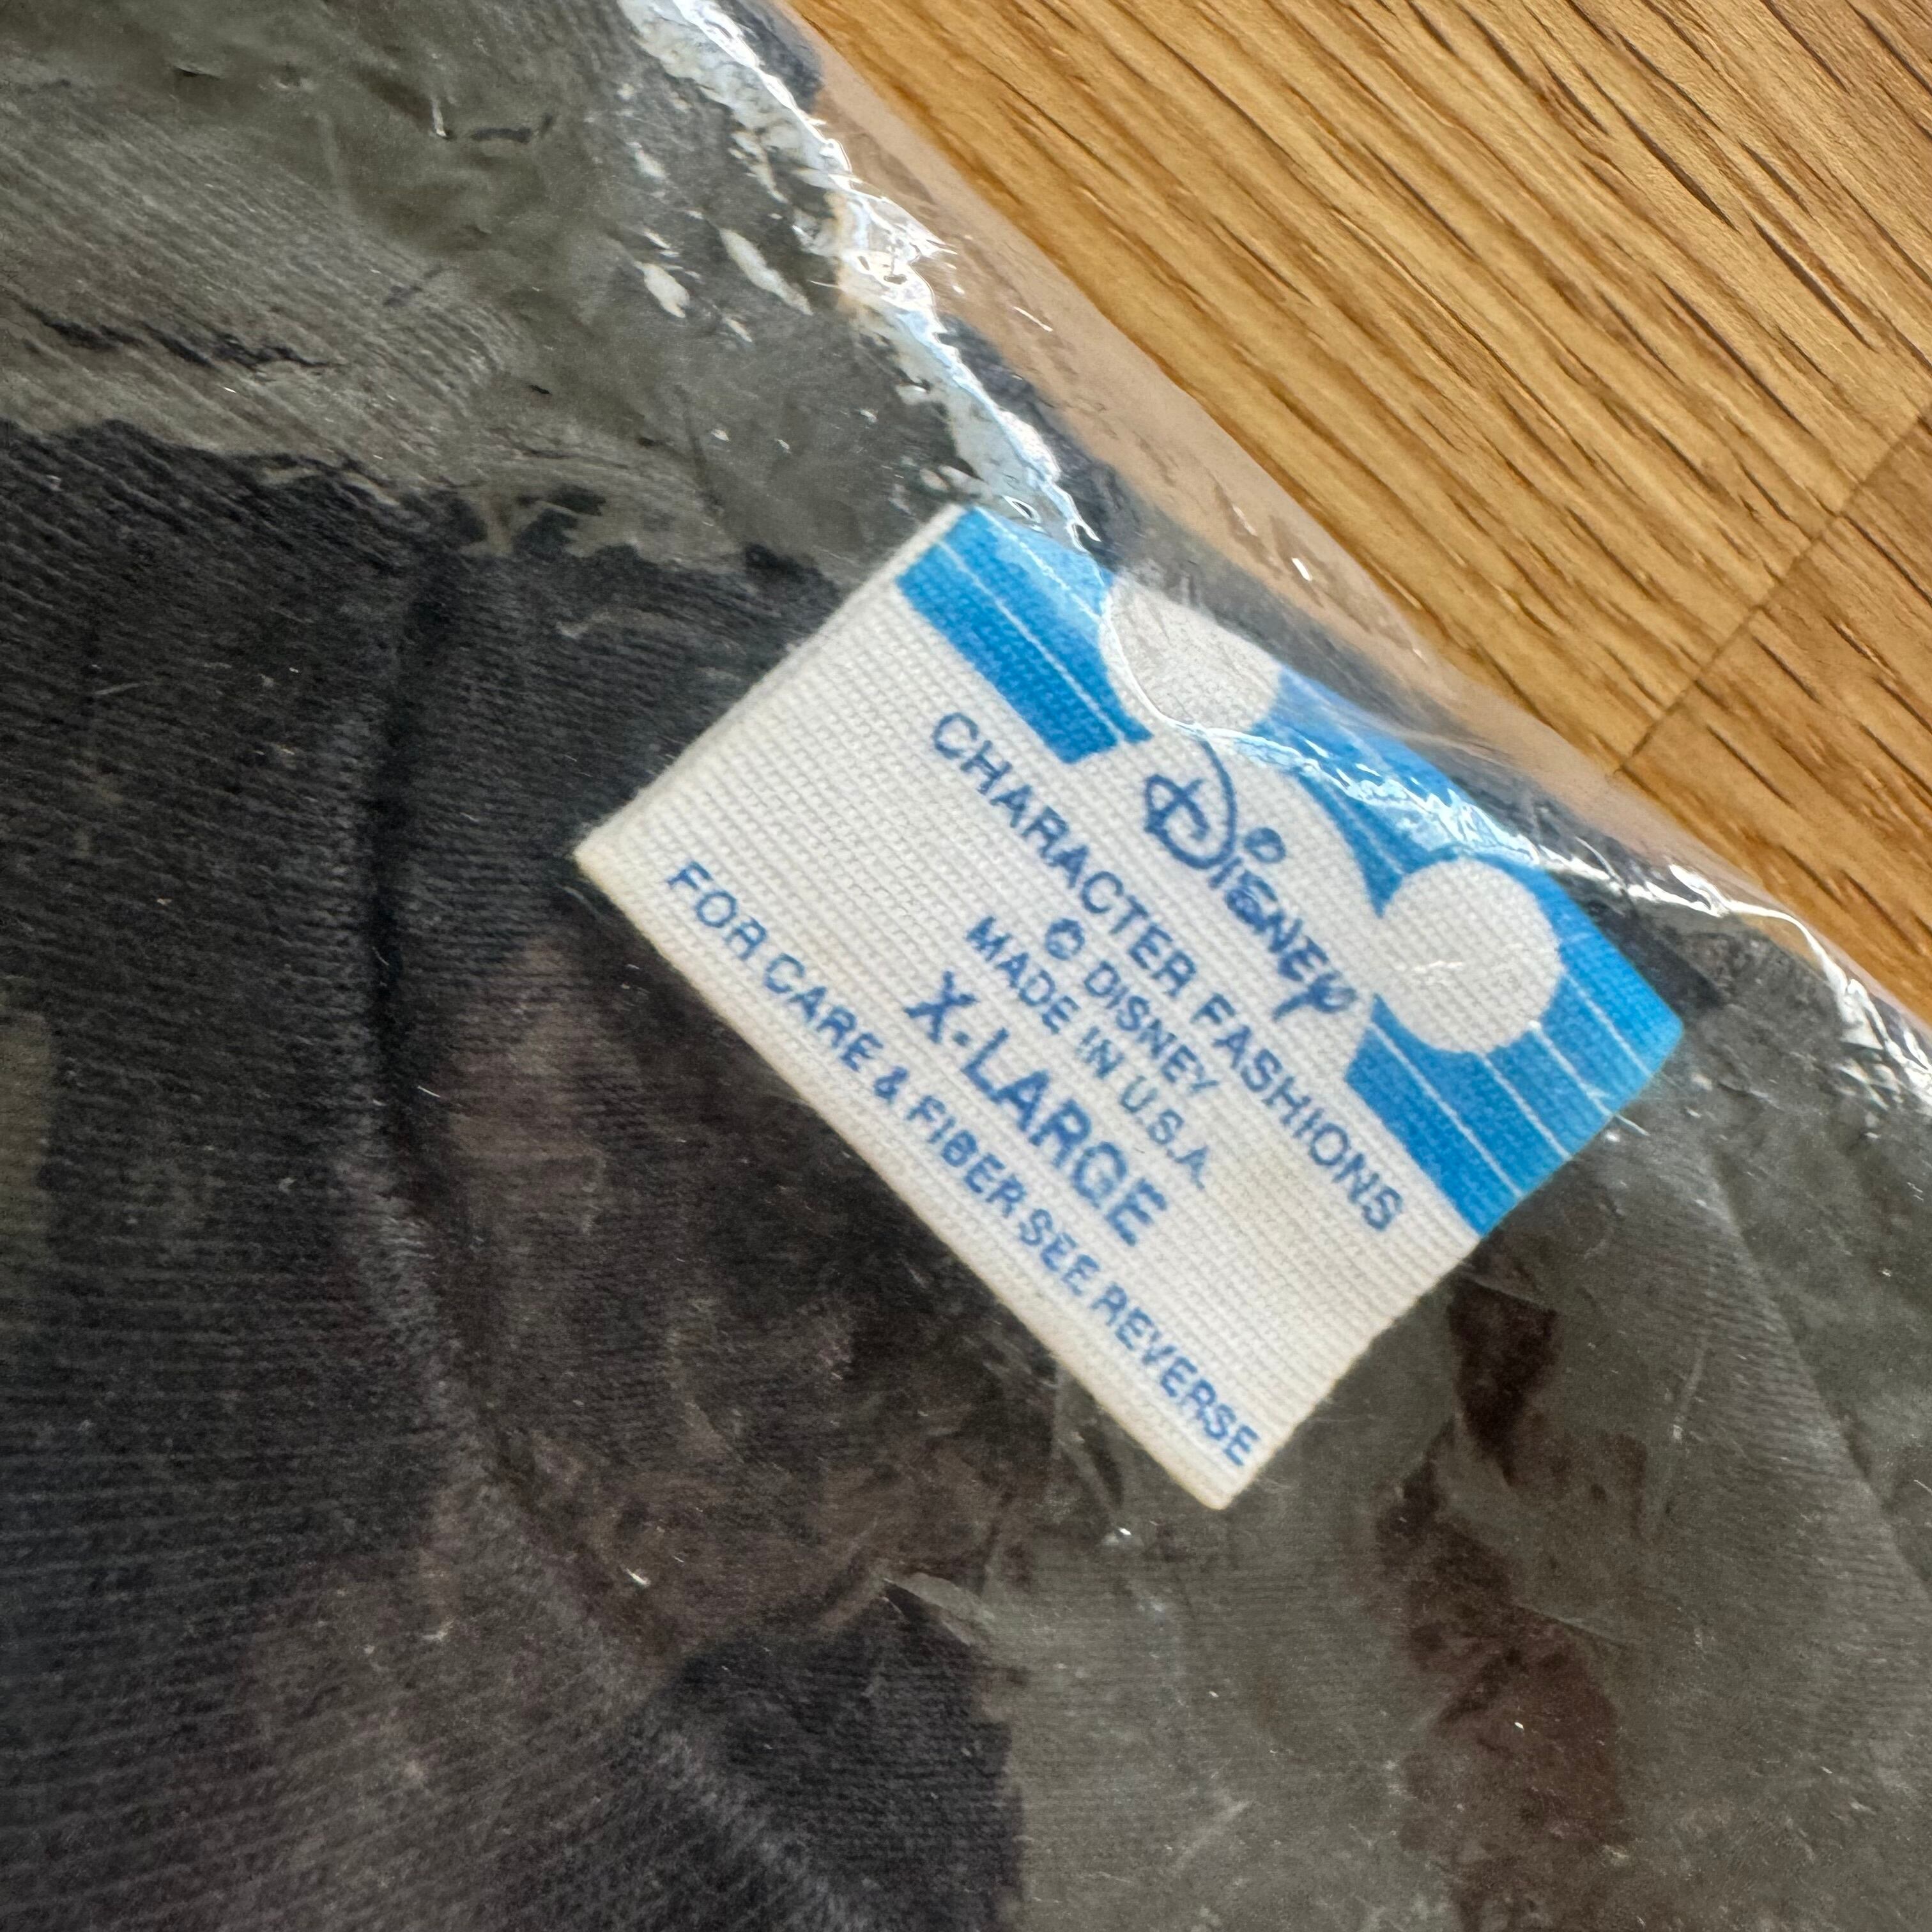 Disney
CHARACTER FASHIONS
© DISNEY
MADE IN U.S.A.
X-LARGE
FOR CARE & FIBER SEE REVERSE